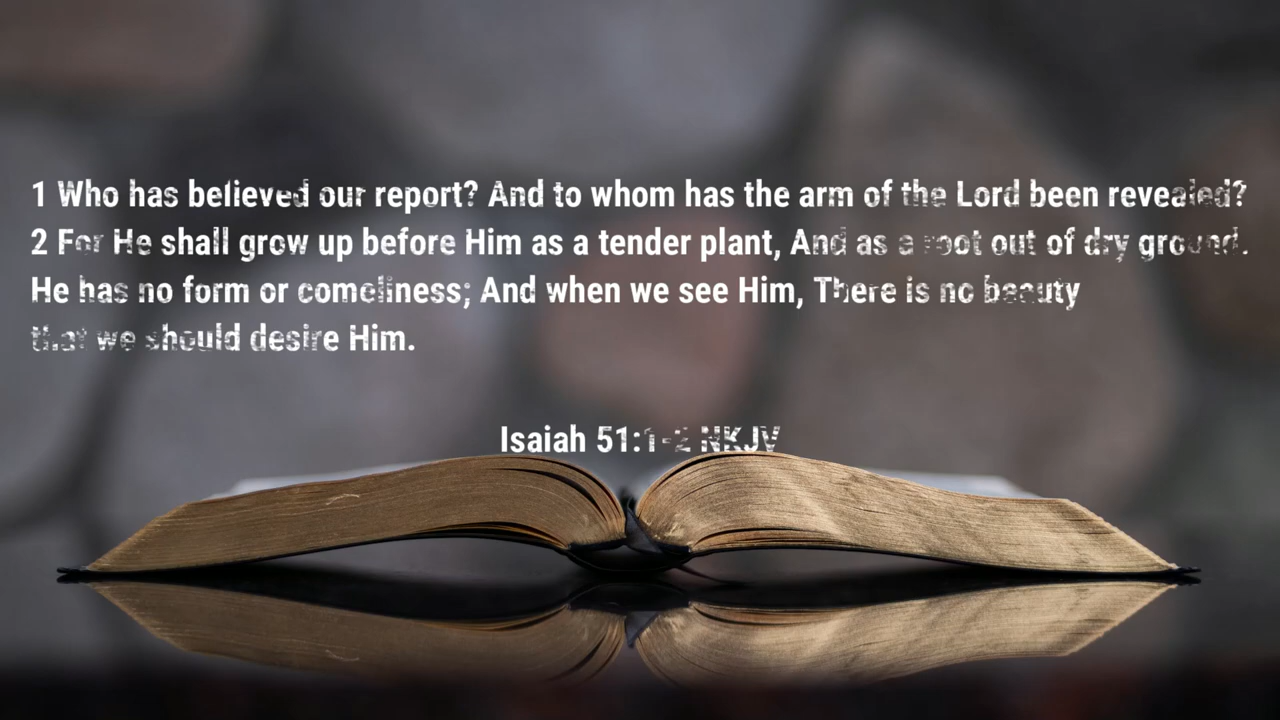 1 Who has believed our report? And to whom has the arm of the Lord been revealed?
2 For He shall grow up before Him as a tender plant, And as a root out of dry ground.
He has no form or comeliness; And when we see Him, There is no beauty
that we should desire Him.
Isaiah 51:1-2 NKJV